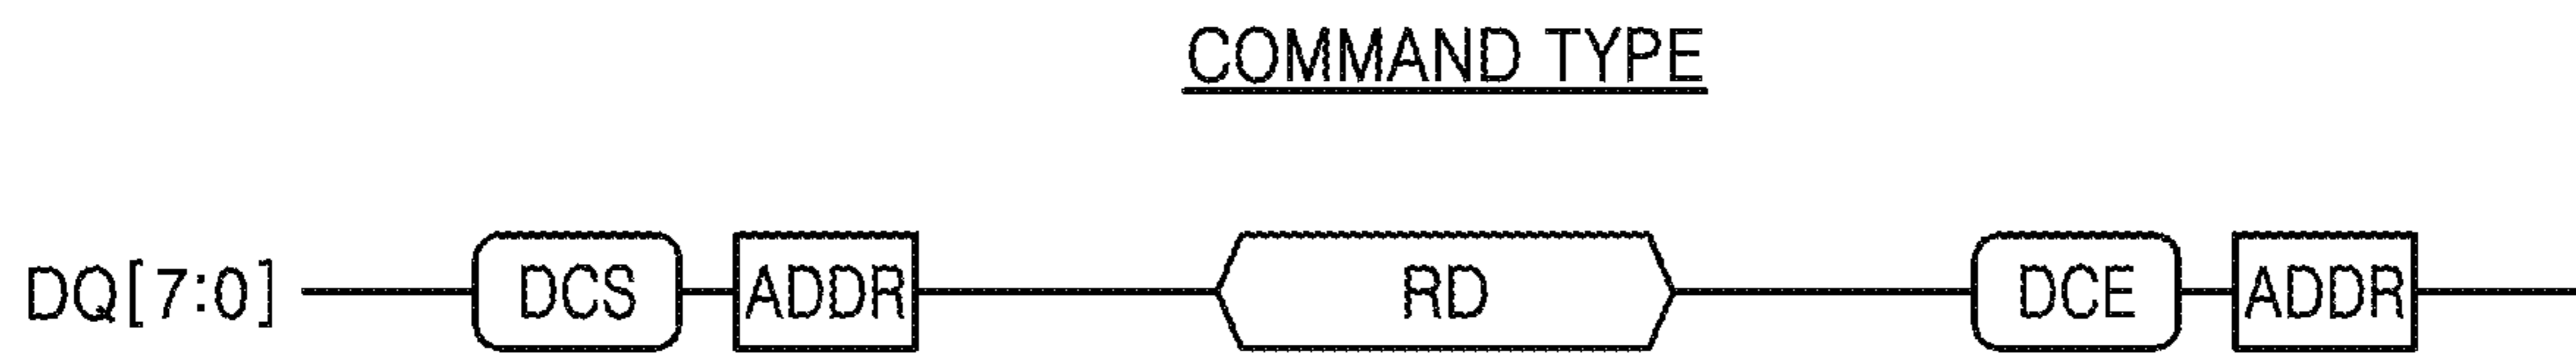 COMMAND TYPE
DQ[7:0] DCS ADDR RD DCE ADDR